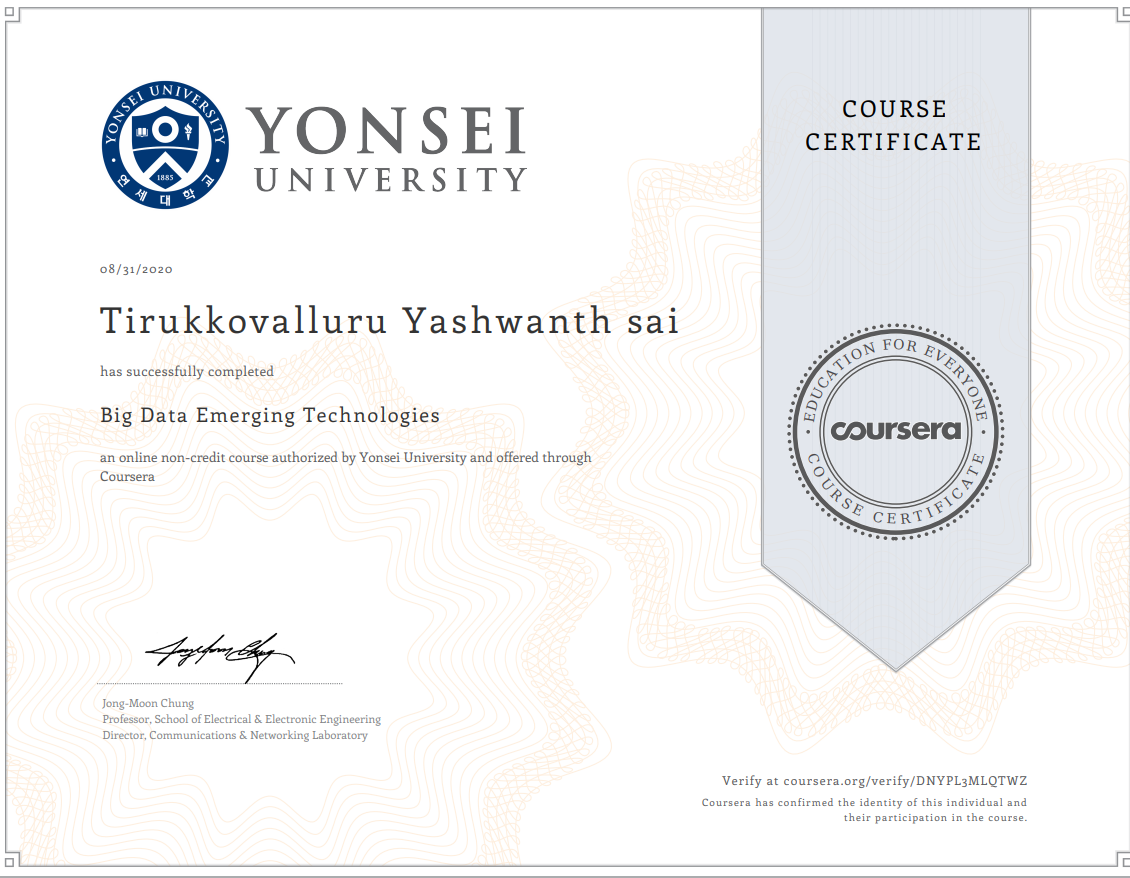 YONSEI UNIVERSITY
1885
연세대학교
YONSEI
UNIVERSITY
COURSE
CERTIFICATE
08/31/2020
Tirukkovalluru Yashwanth sai
has successfully completed
Big Data Emerging Technologies
an online non-credit course authorized by Yonsei University and offered through
Coursera
EDUCATION FOR EVERYONE
coursera
COURSE CERTIFICATE
Jong-Moon Chung
Professor, School of Electrical & Electronic Engineering
Director, Communications & Networking Laboratory
Verify at coursera.org/verify/DNYPL3MLQTWZ
Coursera has confirmed the identity of this individual and
their participation in the course.